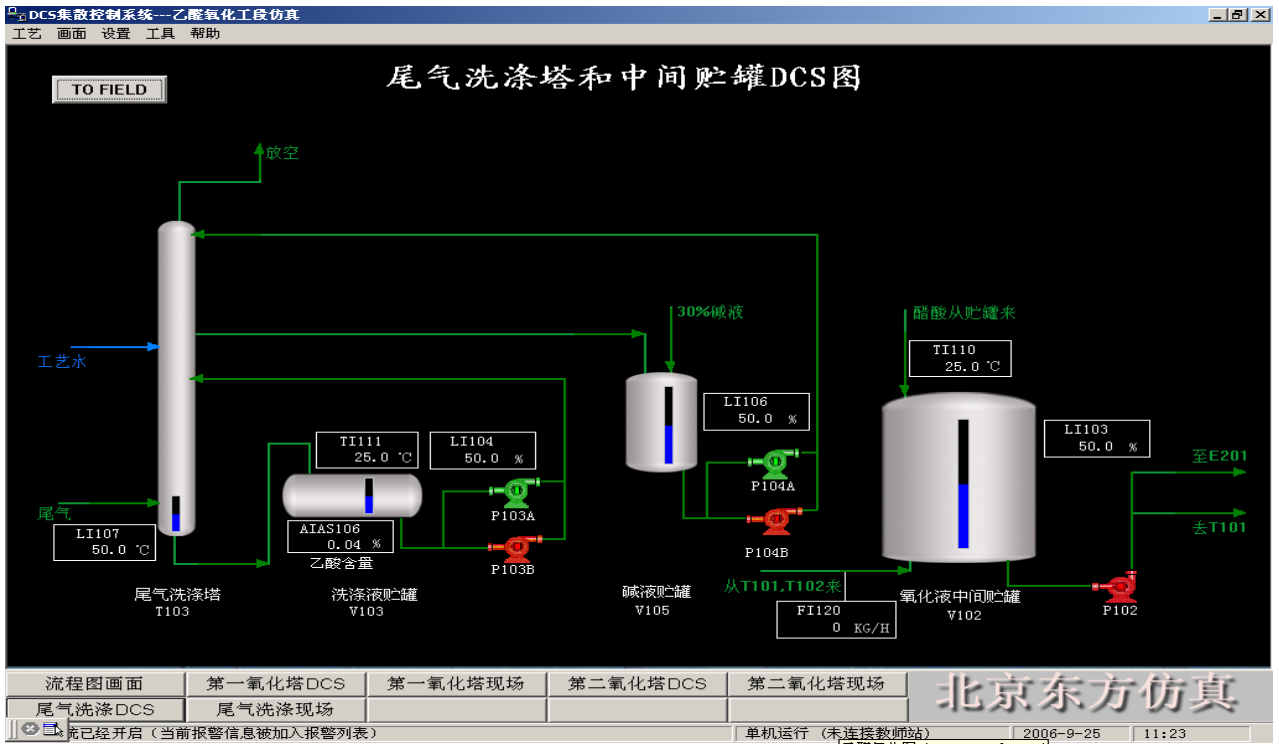 DCS集散控制系统---乙醛氧化工段仿真
工艺 画面 设置 工具 帮助
尾气洗涤塔和中间贮罐DCS图
TO FIELD
放空
30%碱液
醋酸从贮罐来
工艺水
TI110
25.0 ℃
LI106
50.0 %
LI103
50.0 %
TI111
25.0 ℃
LI104
50.0 %
至E201
P104A
尾气
P103A
去T101
LI107
50.0 ℃
AIAS106
0.04 %
乙酸含量
P104B
P103B
从T101,T102来
尾气洗涤塔
T103
洗涤液贮罐
V103
碱液贮罐
V105
FI120
0 KG/H
氧化液中间贮罐
V102
P102
流程图画面 第一氧化塔DCS 第一氧化塔现场 第二氧化塔DCS 第二氧化塔现场
北京东方仿真
尾气洗涤DCS 尾气洗涤现场
统已经开启(当前报警信息被加入报警列表)
单机运行 (未连接教师站)
2006-9-25
11:23